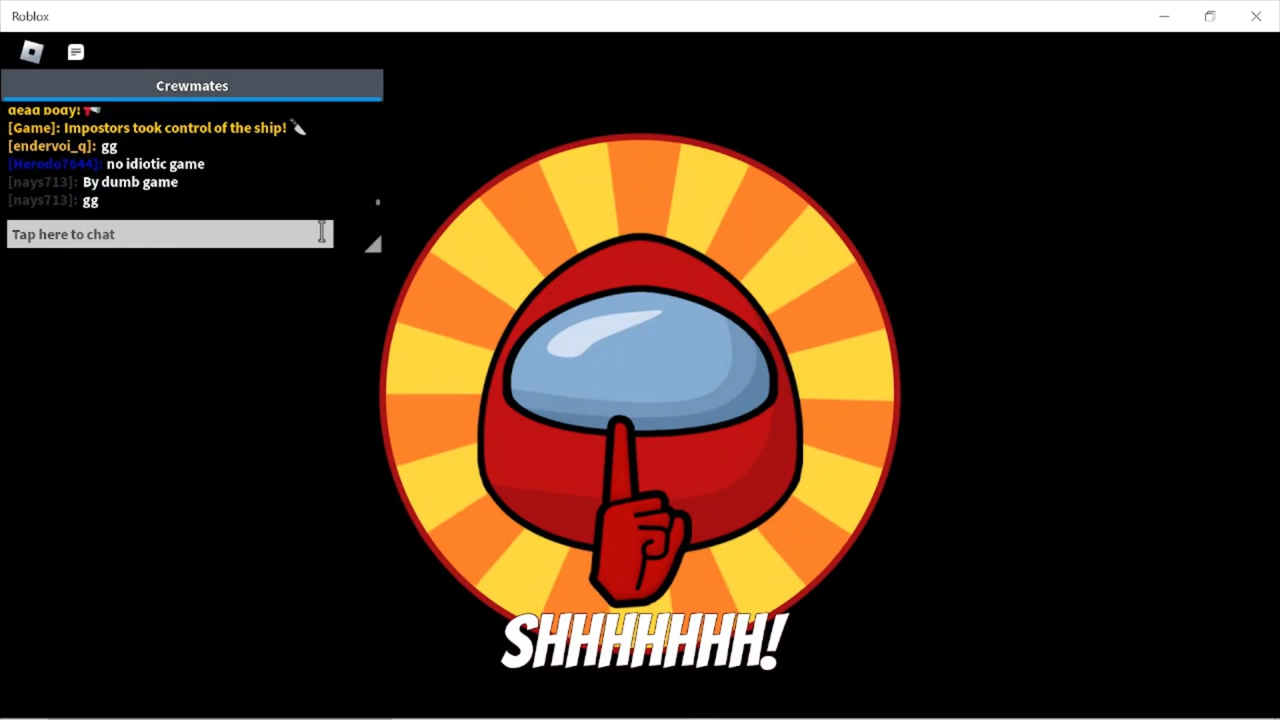 Roblox
Crewmates
dead body!
[Game]: Impostors took control of the ship!
[endervoi_q]: gg
[Herodo7644]: no idiotic game
[nays713]: By dumb game
[nays713]: gg
Tap here to chat
SHHHHHHH!